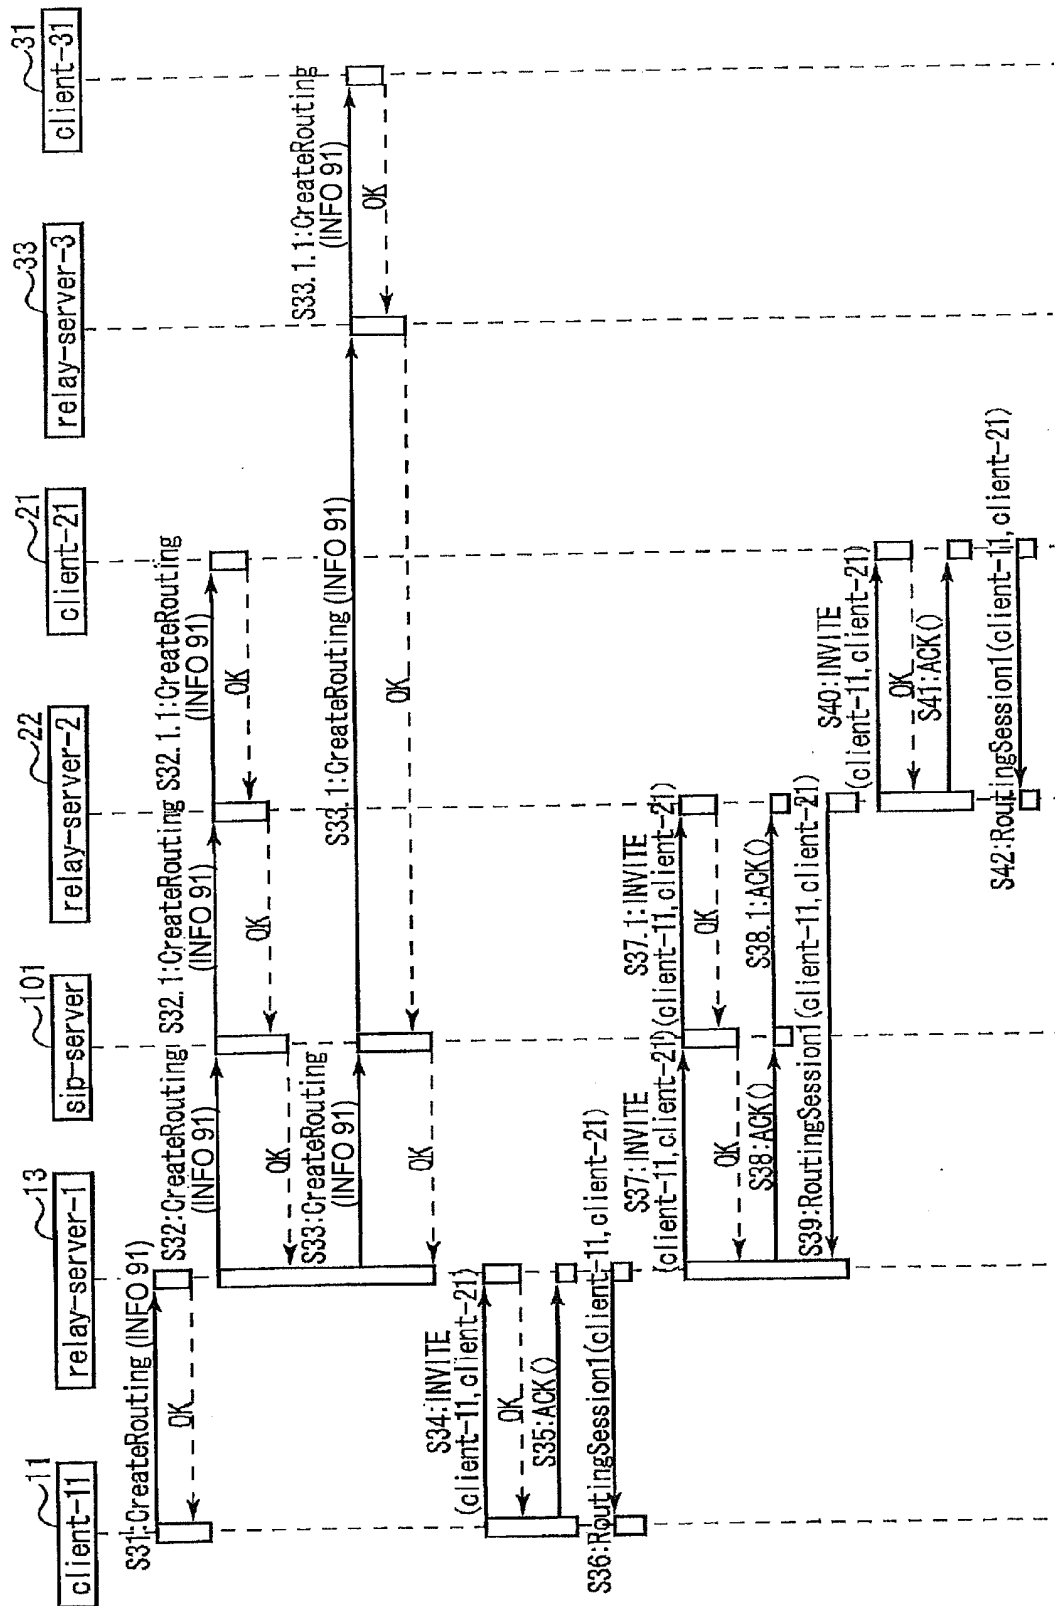 11
client-11
13
relay-server-1
101
sip-server
22
relay-server-2
21
client-21
33
relay-server-3
31
client-31
S31:CreateRouting (INFO 91)
OK
S32:CreateRouting
(INFO 91)
S32.1:CreateRouting
(INFO 91)
S32.1.1:CreateRouting
(INFO 91)
OK
OK
OK
S33:CreateRouting
(INFO 91)
S33.1:CreateRouting (INFO 91)
S33.1.1:CreateRouting
(INFO 91)
OK
OK
OK
S34:INVITE
(client-11,client-21)
OK
S35:ACK()
S36:RoutingSession1(client-11,client-21)
S37:INVITE
(client-11,client-21)
S37.1:INVITE
(client-11,client-21)
OK
OK
S38:ACK()
S38.1:ACK()
S39:RoutingSession1(client-11,client-21)
S40:INVITE
(client-11,client-21)
OK
S41:ACK()
S42:RoutingSession1(client-11,client-21)